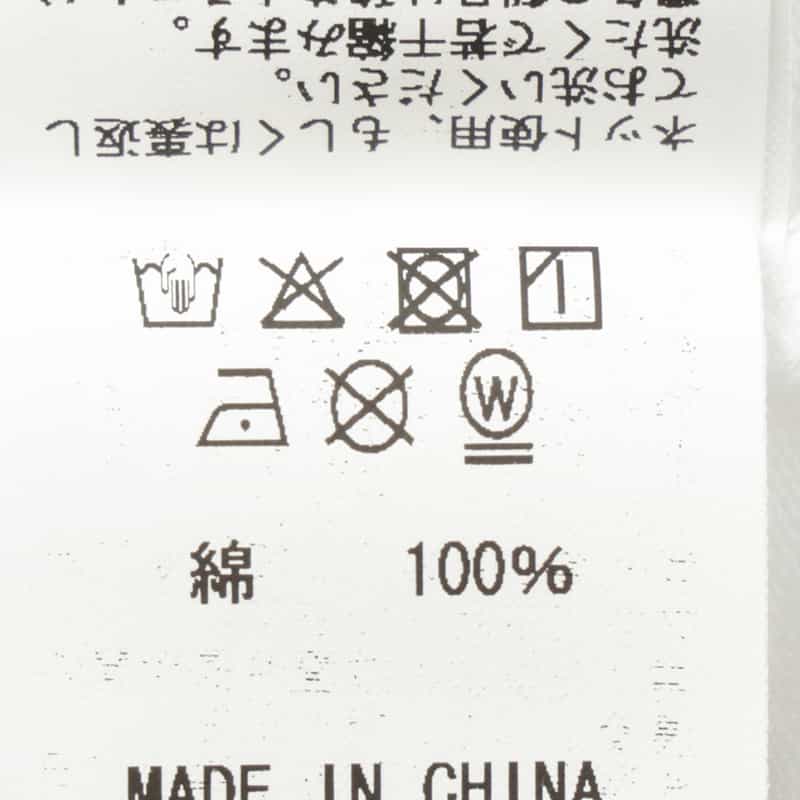 ネット使用、もしくは裏返し
てお洗いください。
洗たくで若干縮みます。
W
綿 100%
MADE IN CHINA